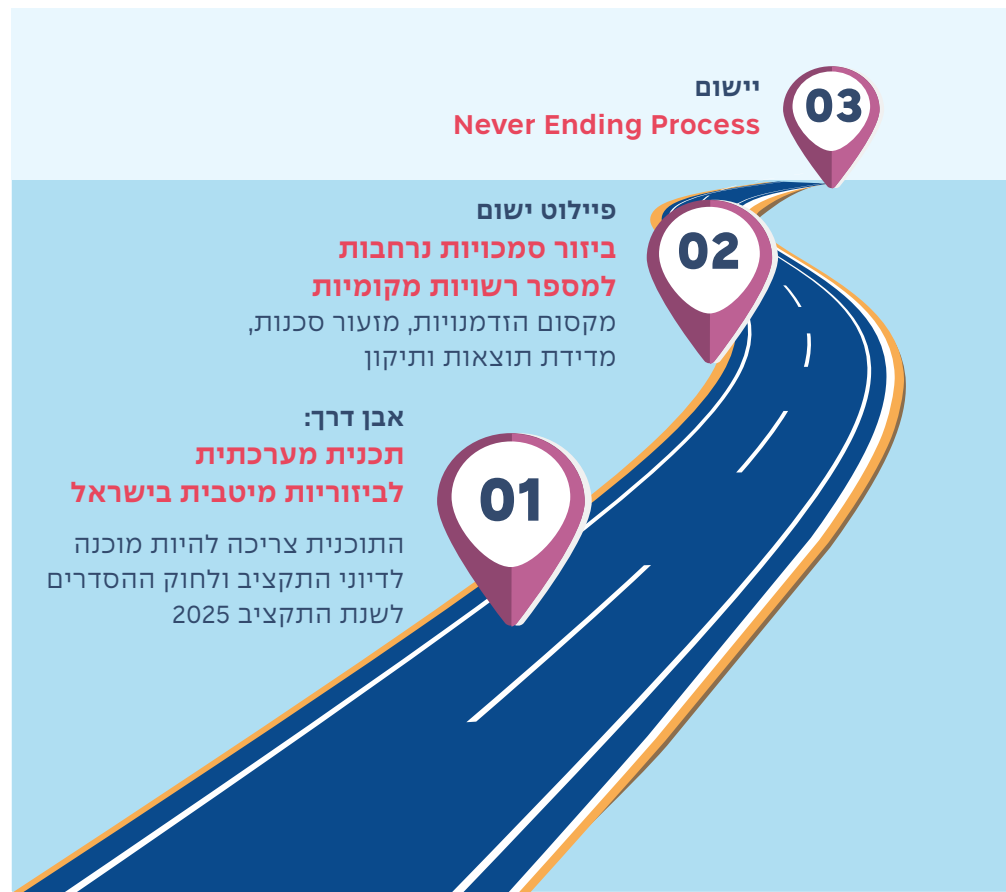 יישום
Never Ending Process
03
פיילוט ישום
ביזור סמכויות נרחבות
למספר רשויות מקומיות
מקסום הזדמנויות, מזעור סכנות,
מדידת תוצאות ותיקון
02
אבן דרך:
תכנית מערכתית
לביזוריות מיטבית בישראל
התוכנית צריכה להיות מוכנה
לדיוני התקציב ולחוק ההסדרים
לשנת התקציב 2025
01